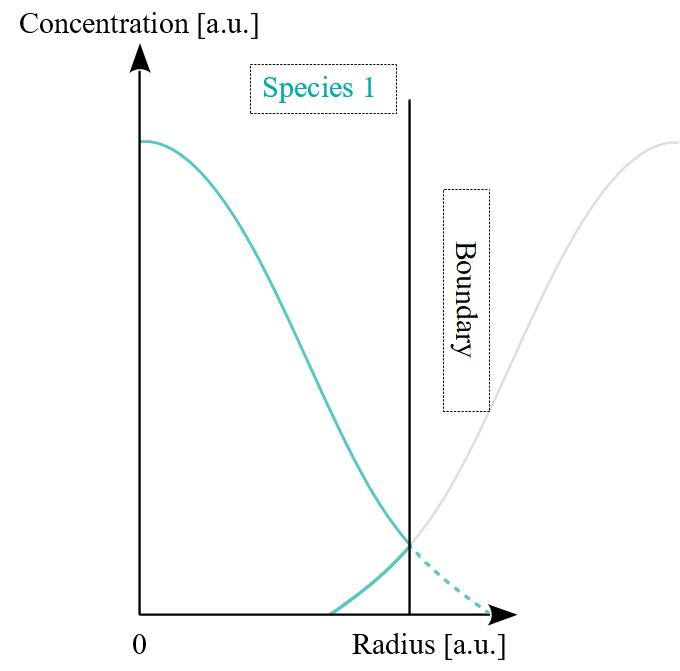 Concentration [a.u.]
Species 1
Boundary
0
Radius [a.u.]